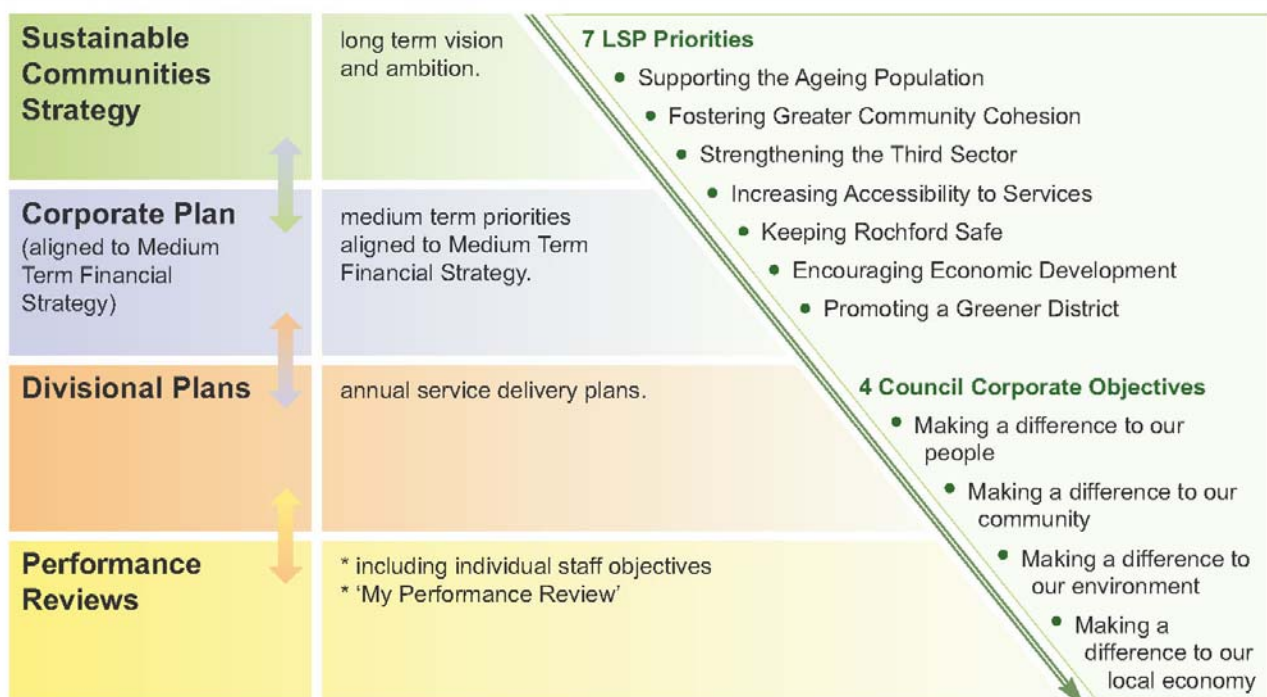 Sustainable
Communities
Strategy
long term vision
and ambition.
Corporate Plan
(aligned to Medium
Term Financial
Strategy)
medium term priorities
aligned to Medium Term
Financial Strategy.
Divisional Plans
annual service delivery plans.
Performance
Reviews
* including individual staff objectives
* ‘My Performance Review’
7 LSP Priorities
• Supporting the Ageing Population
• Fostering Greater Community Cohesion
• Strengthening the Third Sector
• Increasing Accessibility to Services
• Keeping Rochford Safe
• Encouraging Economic Development
• Promoting a Greener District
4 Council Corporate Objectives
• Making a difference to our
people
• Making a difference to our
community
• Making a difference to
our environment
• Making a
difference to our
local economy